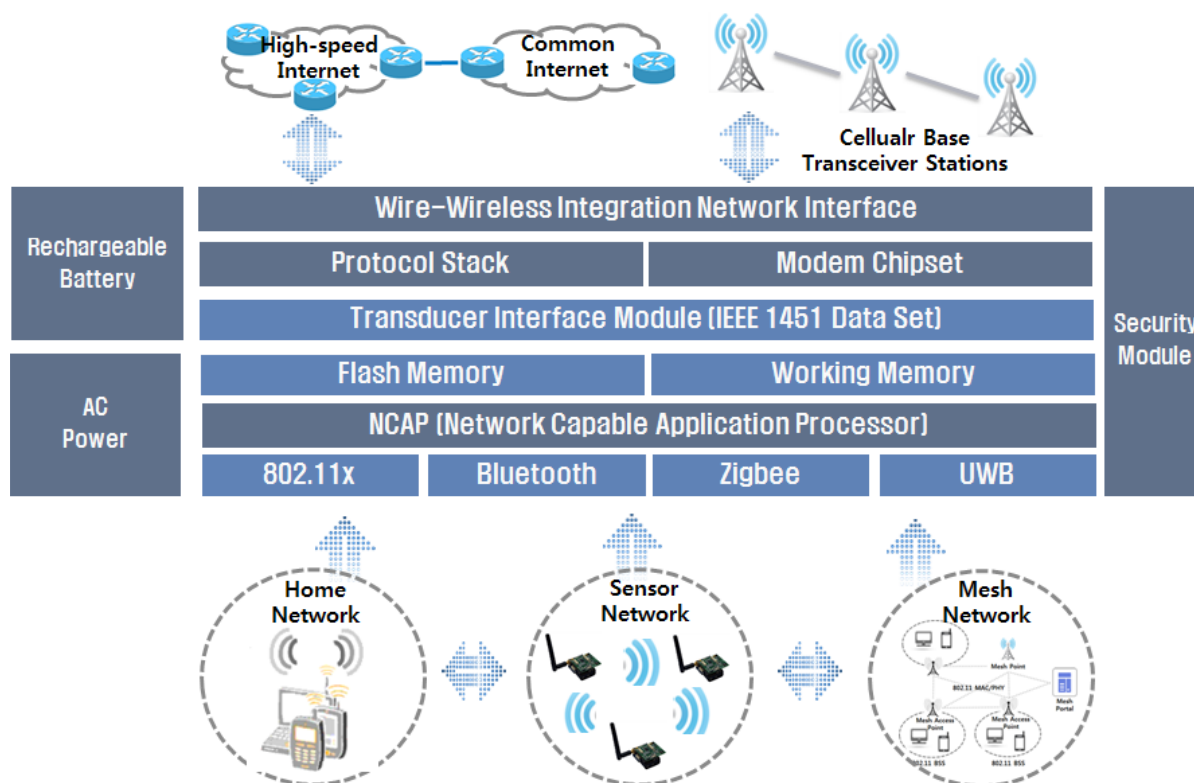 High-speed
Internet
Common
Internet
Cellualr Base
Transceiver Stations
Rechargeable
Battery
Wire-Wireless Integration Network Interface
Protocol Stack
Modem Chipset
Transducer Interface Module (IEEE 1451 Data Set)
Security
Module
AC
Power
Flash Memory
Working Memory
NCAP (Network Capable Application Processor)
802.11x
Bluetooth
Zigbee
UWB
Home
Network
Sensor
Network
Mesh
Network
Mesh Point
802.11 MAC/PHY
Mesh
Portal
Mesh Access
Point
Mesh Access
Point
802.11 BSS
802.11 BSS